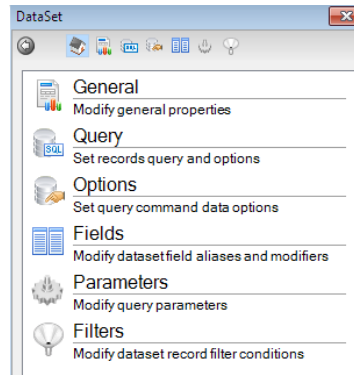 DataSet
General
Modify general properties
SQL
Query
Set records query and options
Options
Set query command data options
Fields
Modify dataset field aliases and modifiers
Parameters
Modify query parameters
Filters
Modify dataset record filter conditions